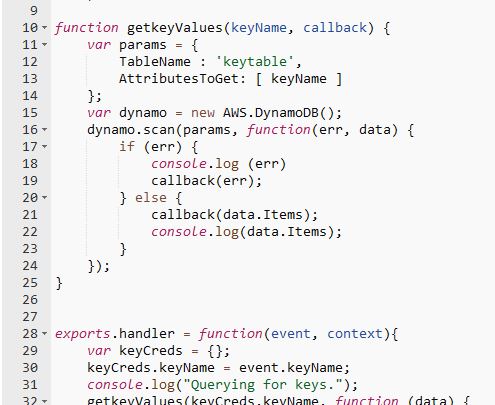 9
10 function getkeyValues(keyName, callback) {
11 var params = {
12 TableName : 'keytable',
13 AttributesToGet: [ keyName ]
14 };
15 var dynamo = new AWS.DynamoDB();
16 dynamo.scan(params, function(err, data) {
17 if (err) {
18 console.log (err)
19 callback(err);
20 } else {
21 callback(data.Items);
22 console.log(data.Items);
23 }
24 });
25 }
26
27
28 exports.handler = function(event, context){
29 var keyCreds = {};
30 keyCreds.keyName = event.keyName;
31 console.log("Querying for keys.");
32 getkeyValues(keyCreds.keyName, function (data) {